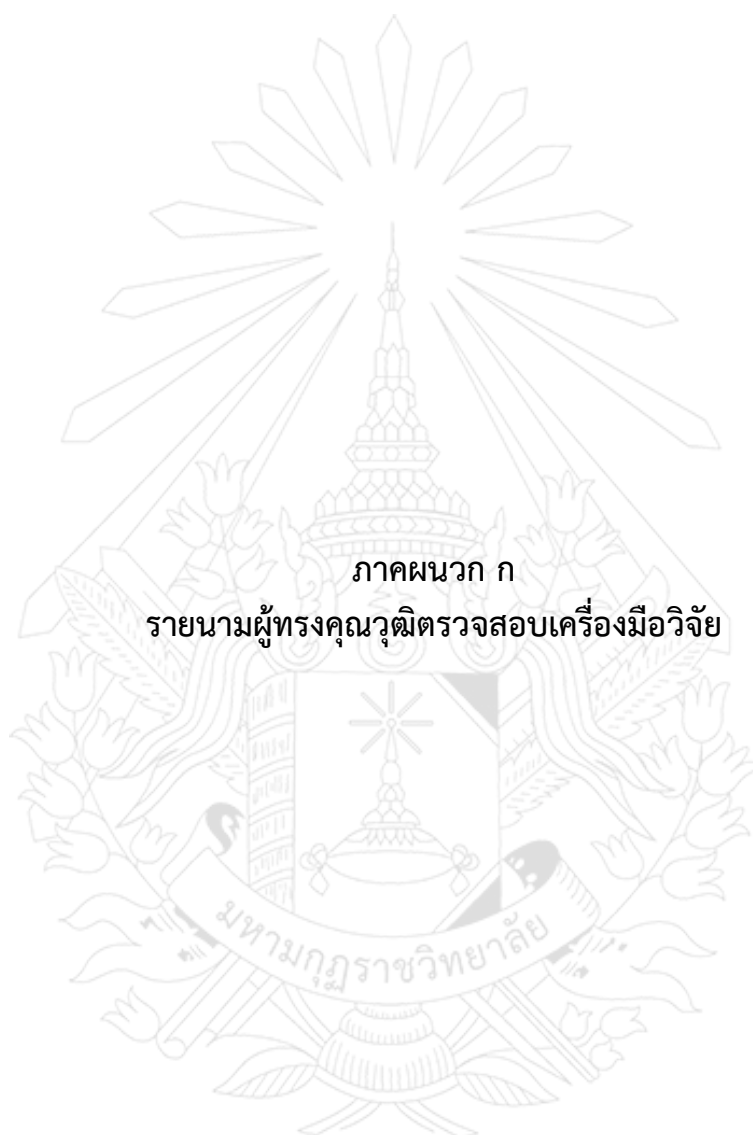 ภาคผนวก ก
รายนามผู้ทรงคุณวุฒิตรวจสอบเครื่องมือวิจัย
มหามกุฏราชวิทยาลัย